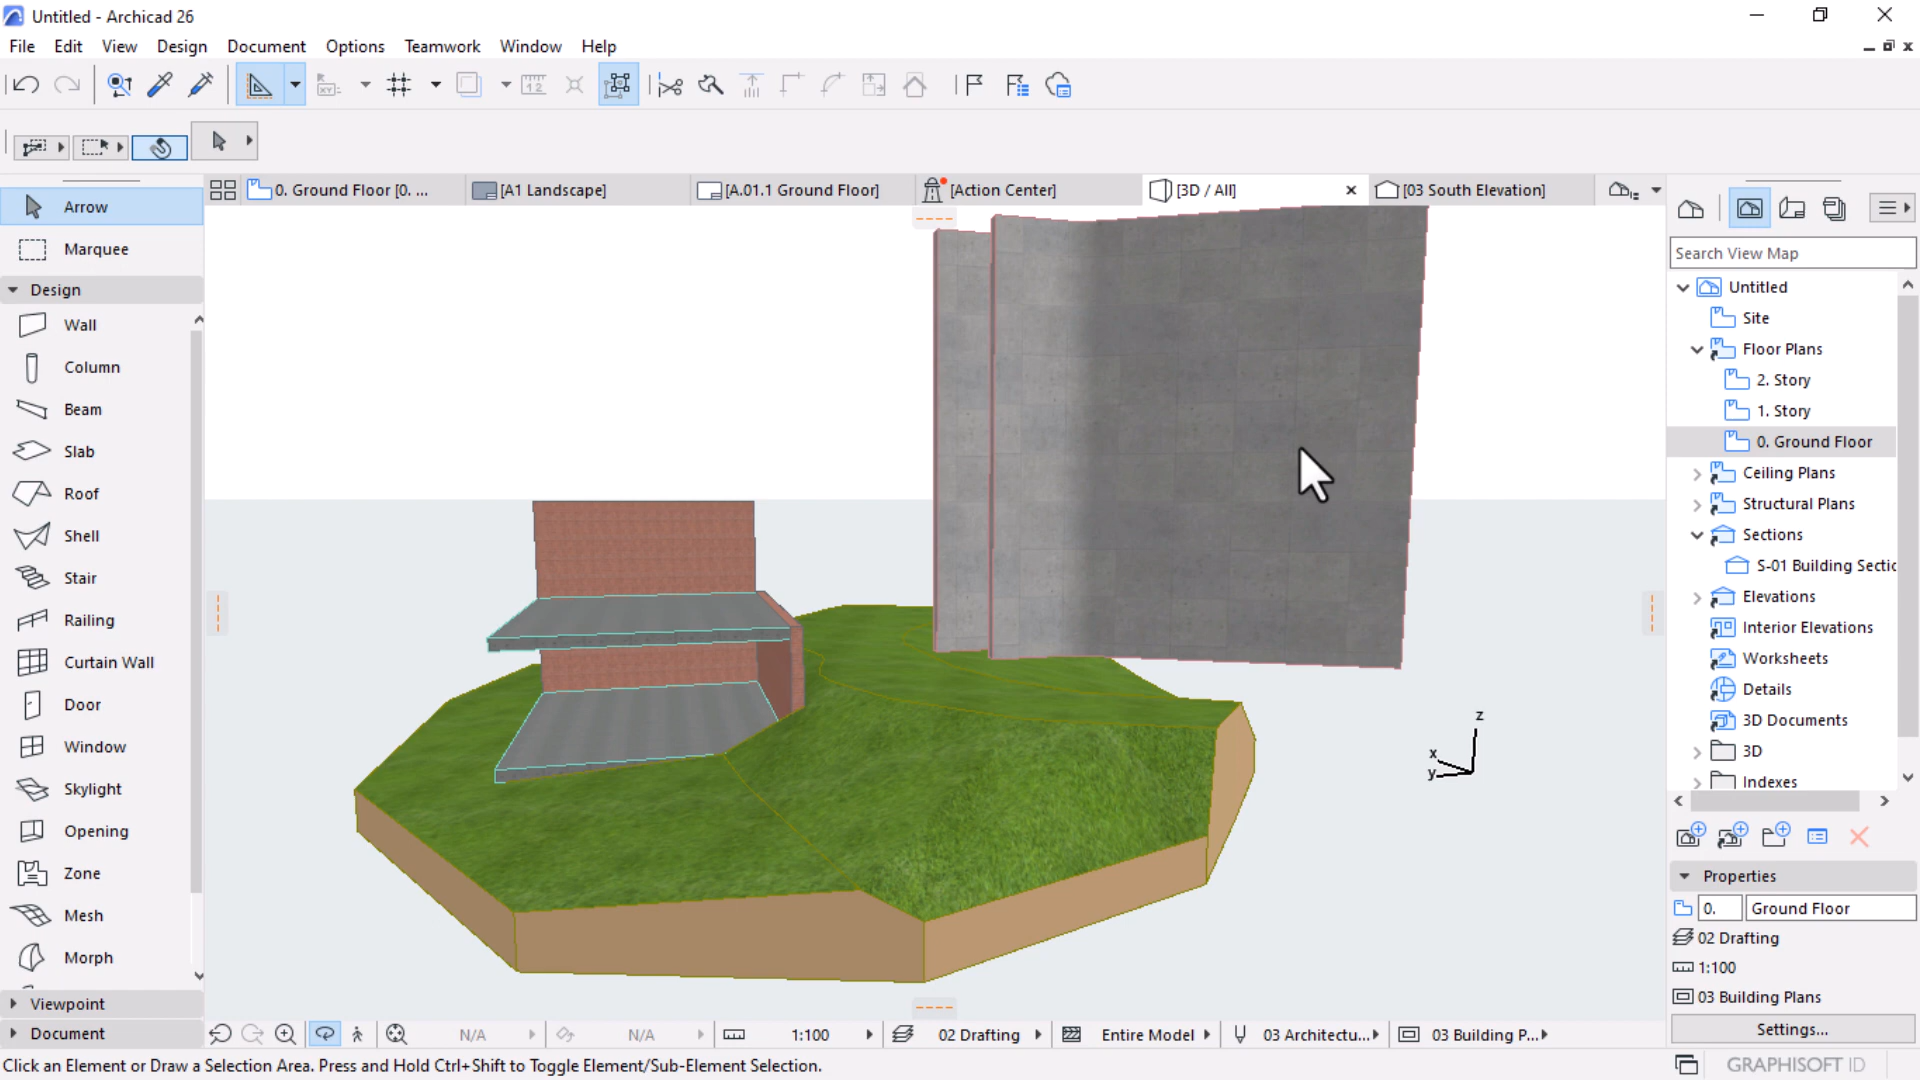 Untitled - Archicad 26
File Edit View Design Document Options Teamwork Window Help
0. Ground Floor [0. ... [A1 Landscape] [A.01.1 Ground Floor] [Action Center] [3D / All] [03 South Elevation]
Arrow
Marquee
Design
Wall
Column
Beam
Slab
Roof
Shell
Stair
Railing
Curtain Wall
Door
Window
Skylight
Opening
Zone
Mesh
Morph
Viewpoint
Document
z
x
y
Search View Map
Untitled
Site
Floor Plans
2. Story
1. Story
0. Ground Floor
Ceiling Plans
Structural Plans
Sections
S-01 Building Sectic
Elevations
Interior Elevations
Worksheets
Details
3D Documents
3D
Indexes
Properties
0. Ground Floor
02 Drafting
1:100
03 Building Plans
Settings...
N/A N/A 1:100 02 Drafting Entire Model 03 Architectu... 03 Building P...
Click an Element or Draw a Selection Area. Press and Hold Ctrl+Shift to Toggle Element/Sub-Element Selection.
GRAPHISOFT ID